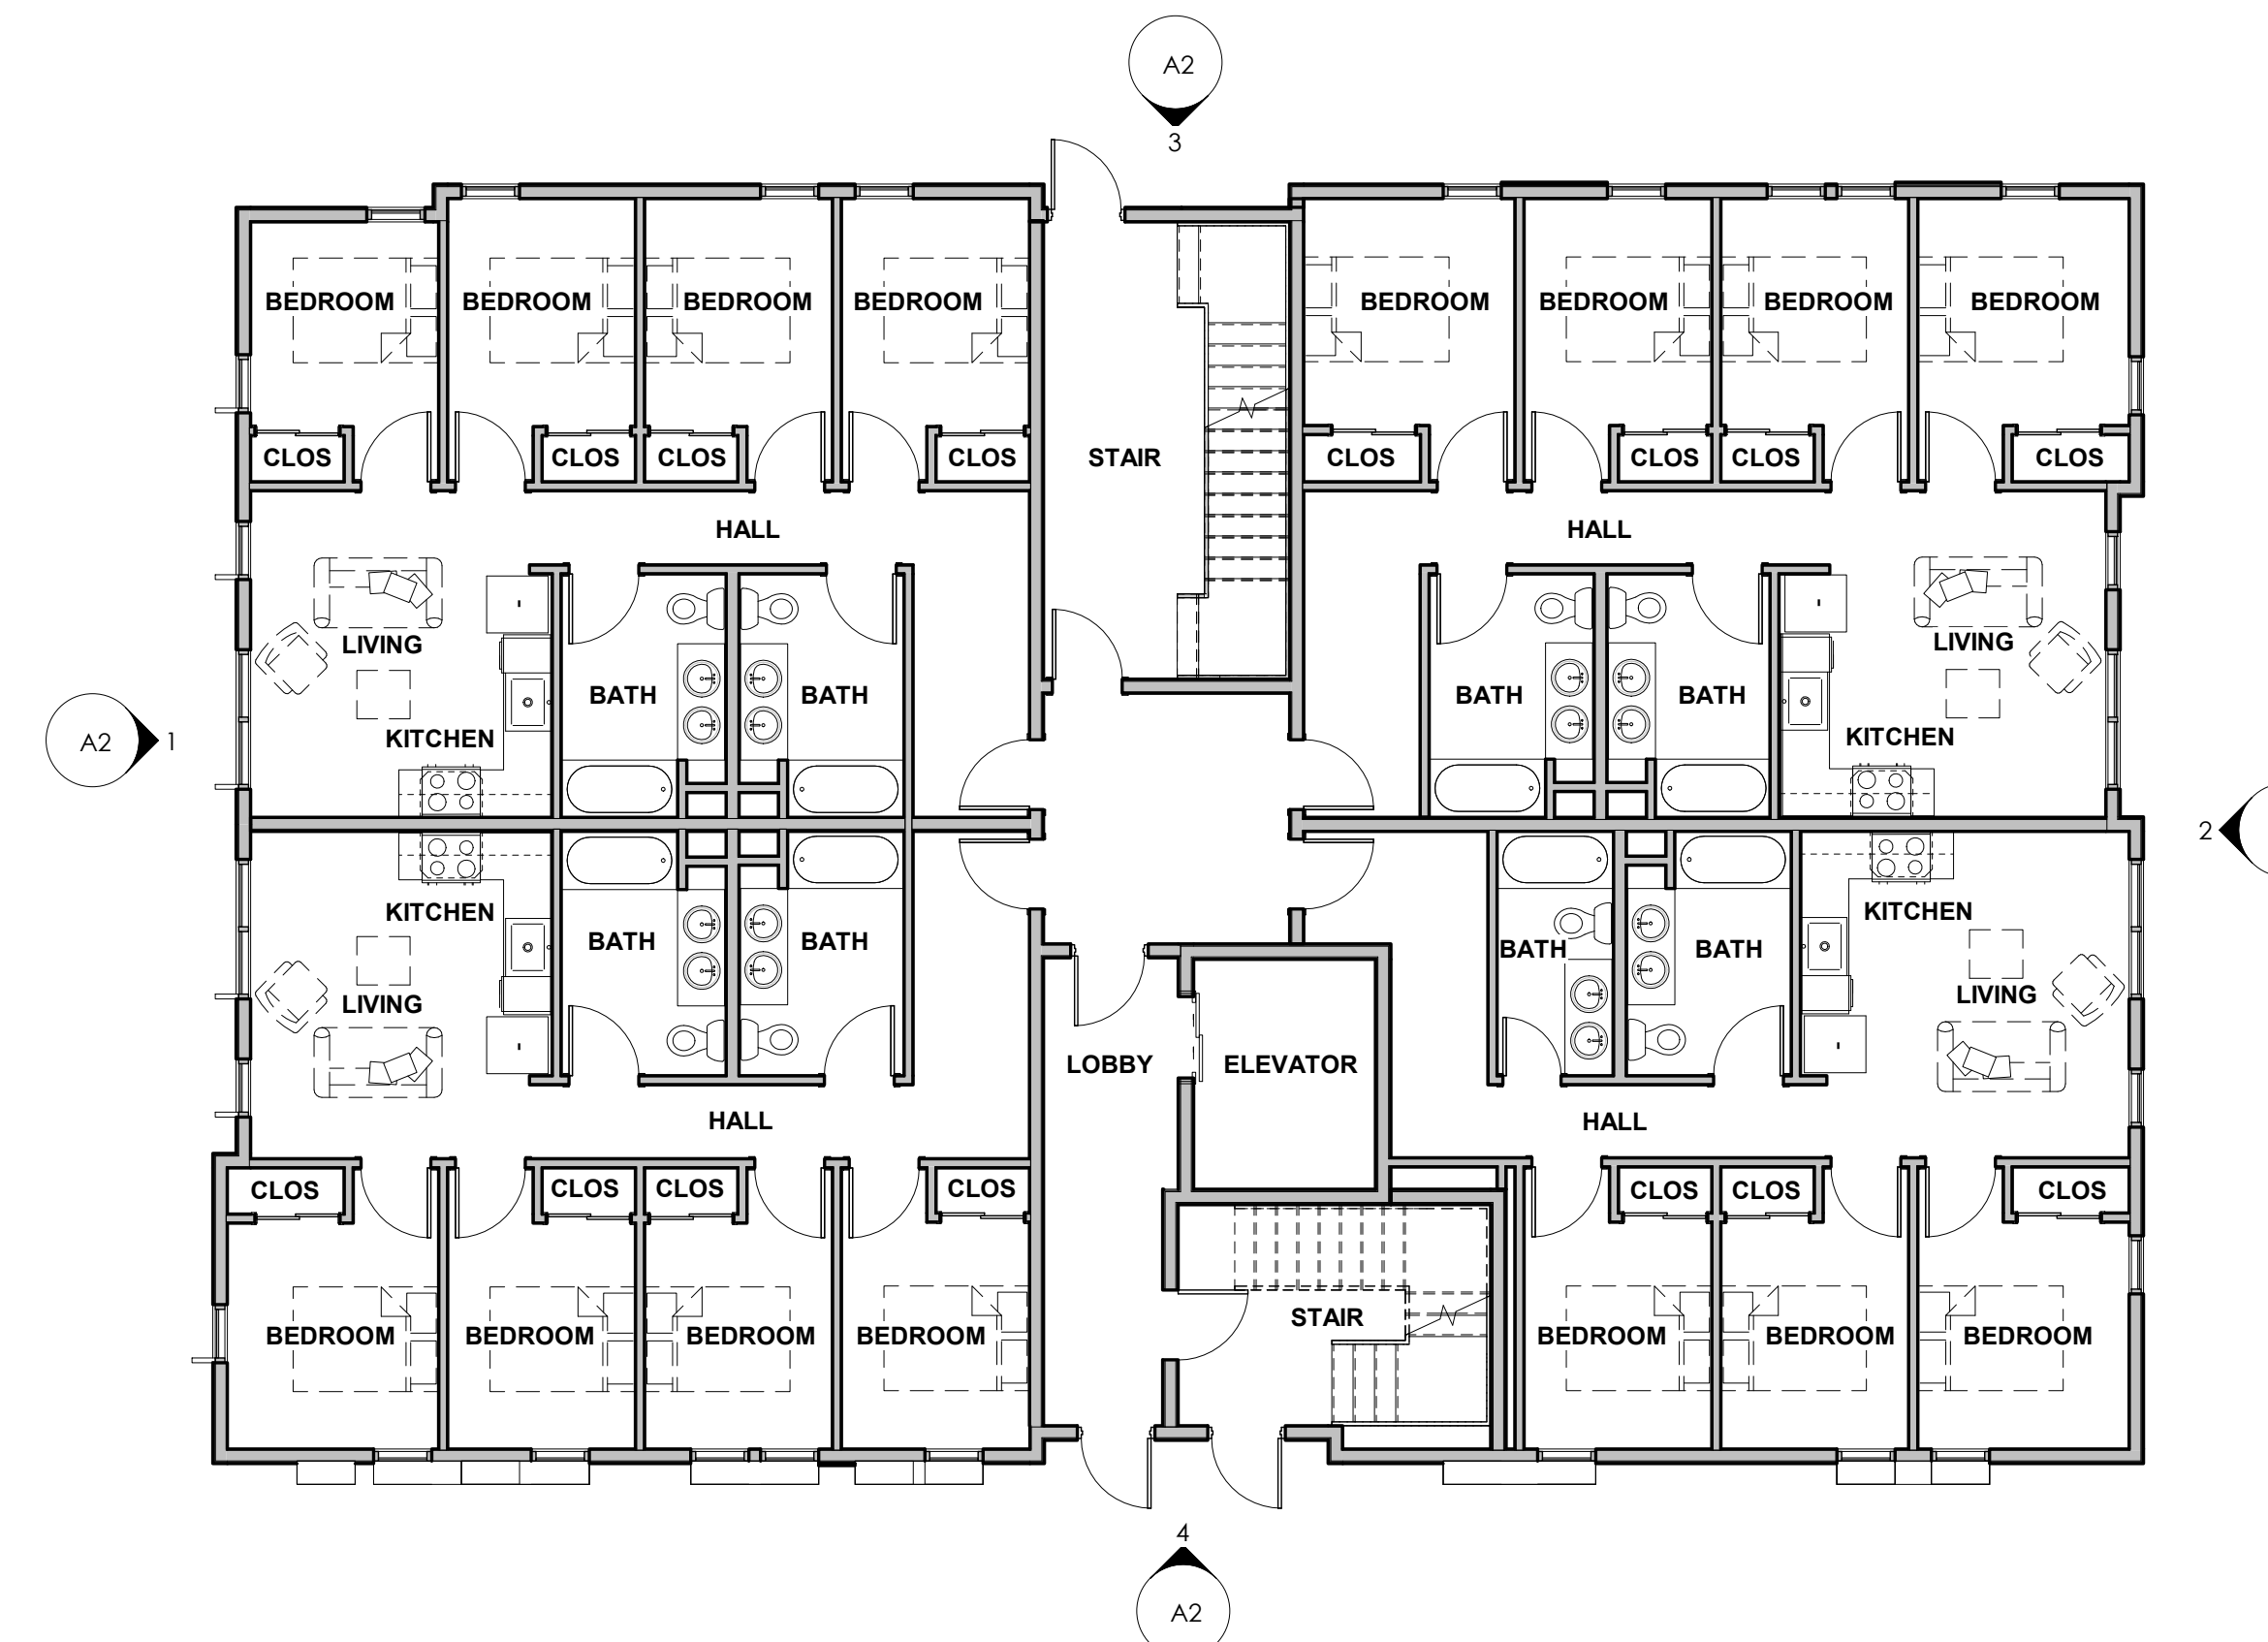 A2
3
BEDROOM BEDROOM BEDROOM BEDROOM BEDROOM BEDROOM BEDROOM BEDROOM
CLOS CLOS CLOS CLOS STAIR CLOS CLOS CLOS CLOS
HALL HALL
LIVING LIVING
BATH BATH BATH BATH
KITCHEN KITCHEN
A2 1
2
KITCHEN KITCHEN
BATH BATH BATH BATH
LIVING LIVING
LOBBY ELEVATOR
HALL HALL
CLOS CLOS CLOS CLOS CLOS CLOS CLOS
STAIR
BEDROOM BEDROOM BEDROOM BEDROOM BEDROOM BEDROOM BEDROOM
4
A2